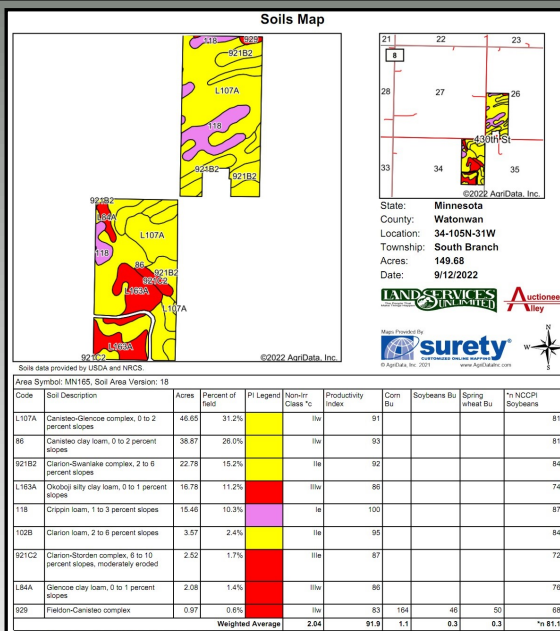 Soils Map
118
929
921B2
L107A
118
921B2
921B2
921B2
L84A
L107A
118
86
921B2
921C2
L163A
L107A
L163A
921C2
©2022 AgriData, Inc.
21 22 23
8
28 27 26
430th St
33 34 35
©2022 AgriData, Inc.
State: Minnesota
County: Watonwan
Location: 34-105N-31W
Township: South Branch
Acres: 149.68
Date: 9/12/2022
LAND SERVICES
UNLIMITED
Auctioneer
Alley
Maps Provided By
surety®
CUSTOMIZED ONLINE MAPPING
© AgriData, Inc. 2021 www.AgriDataInc.com
N
W E
S
Soils data provided by USDA and NRCS.
Area Symbol: MN165, Soil Area Version: 18
Code Soil Description Acres Percent of field PI Legend Non-Irr Class *c Productivity Index Corn Bu Soybeans Bu Spring wheat Bu *n NCCPI Soybeans
L107A Canisteo-Glencoe complex, 0 to 2 percent slopes 46.65 31.2% IIw 91 81
86 Canisteo clay loam, 0 to 2 percent slopes 38.87 26.0% IIw 93 81
921B2 Clarion-Swanlake complex, 2 to 6 percent slopes 22.78 15.2% IIe 92 84
L163A Okoboji silty clay loam, 0 to 1 percent slopes 16.78 11.2% IIIw 86 74
118 Crippin loam, 1 to 3 percent slopes 15.46 10.3% Ie 100 87
102B Clarion loam, 2 to 6 percent slopes 3.57 2.4% IIe 95 84
921C2 Clarion-Storden complex, 6 to 10 percent slopes, moderately eroded 2.52 1.7% IIIe 87 72
L84A Glencoe clay loam, 0 to 1 percent slopes 2.08 1.4% IIIw 86 76
929 Fieldon-Canisteo complex 0.97 0.6% IIw 83 164 46 50 68
Weighted Average 2.04 91.9 1.1 0.3 0.3 *n 81.1